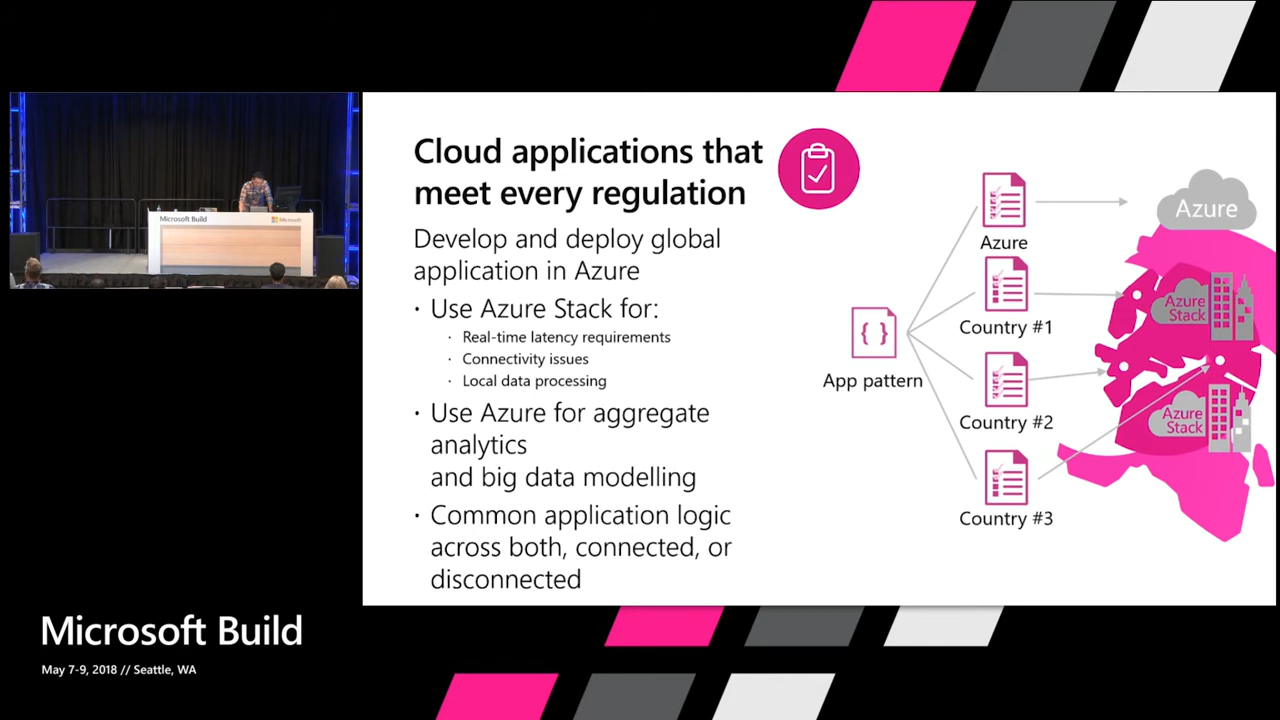 Cloud applications that
meet every regulation
Develop and deploy global
application in Azure
· Use Azure Stack for:
· Real-time latency requirements
· Connectivity issues
· Local data processing
· Use Azure for aggregate
analytics
and big data modelling
· Common application logic
across both, connected, or
disconnected
{ }
App pattern
Azure
Country #1
Country #2
Country #3
Azure
Azure
Stack
Azure
Stack
Microsoft Build
Microsoft
Microsoft Build
May 7-9, 2018 // Seattle, WA